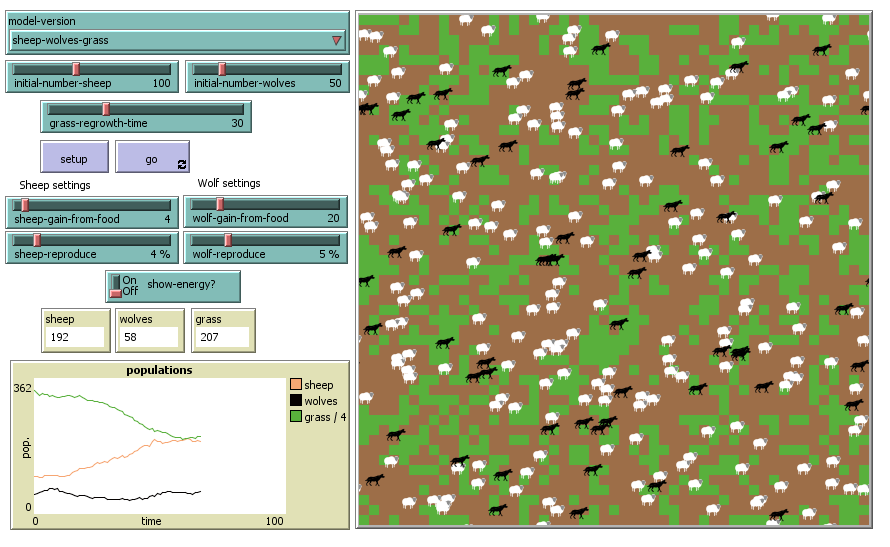 model-version
sheep-wolves-grass
initial-number-sheep 100
initial-number-wolves 50
grass-regrowth-time 30
setup
go
Sheep settings
Wolf settings
sheep-gain-from-food 4
wolf-gain-from-food 20
sheep-reproduce 4 %
wolf-reproduce 5 %
On
Off
show-energy?
sheep
192
wolves
58
grass
207
populations
362
pop.
0
0
time
100
sheep
wolves
grass / 4